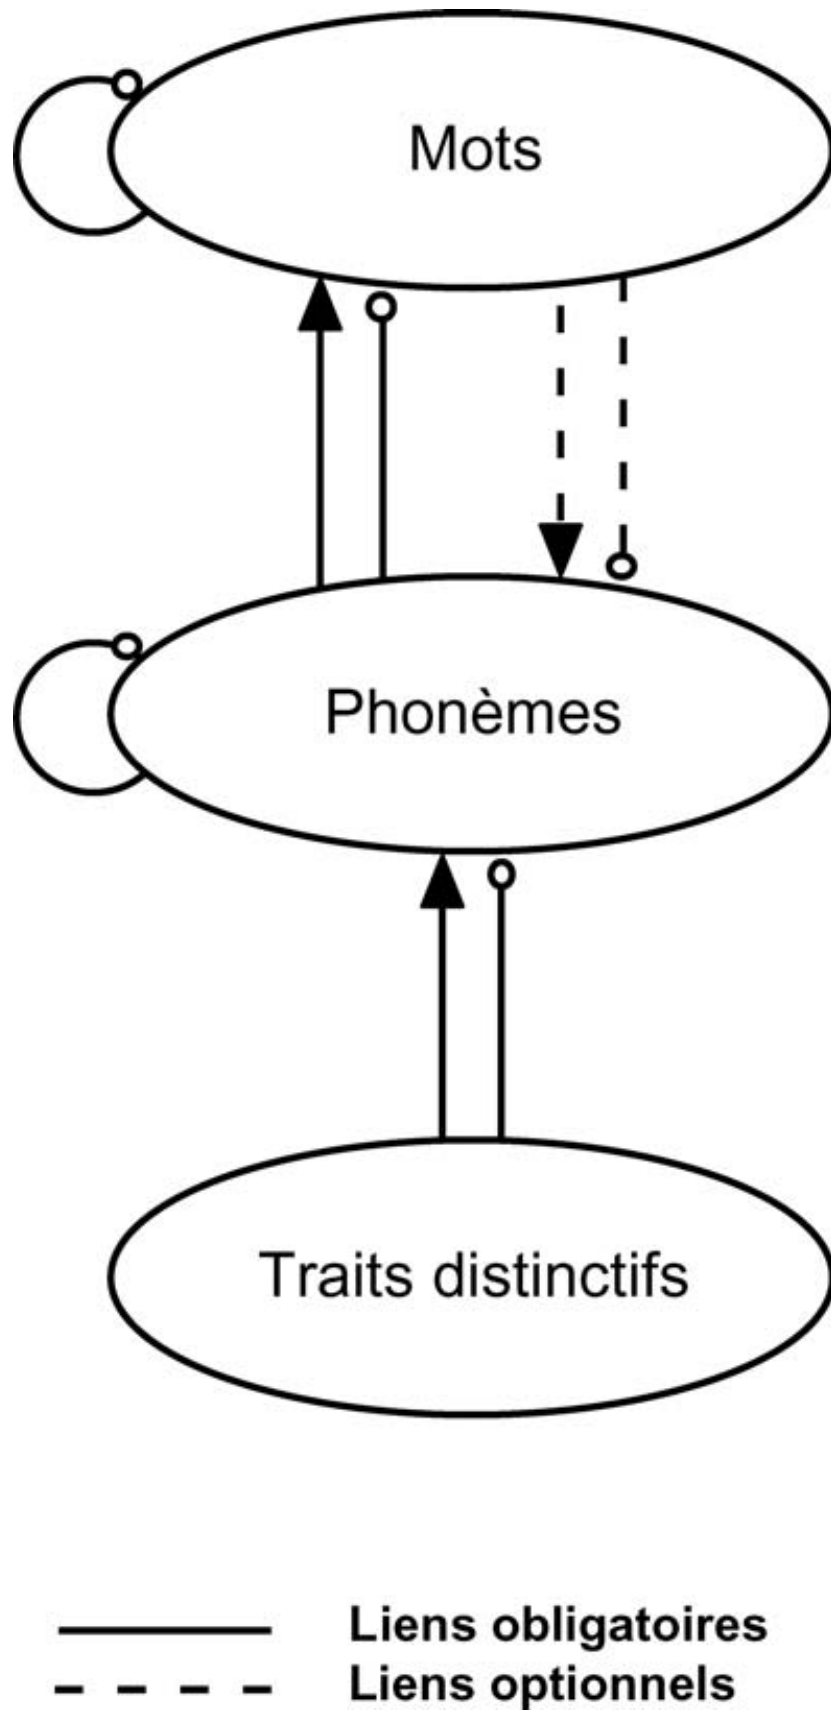 Mots
Phonèmes
Traits distinctifs
Liens obligatoires
Liens optionnels